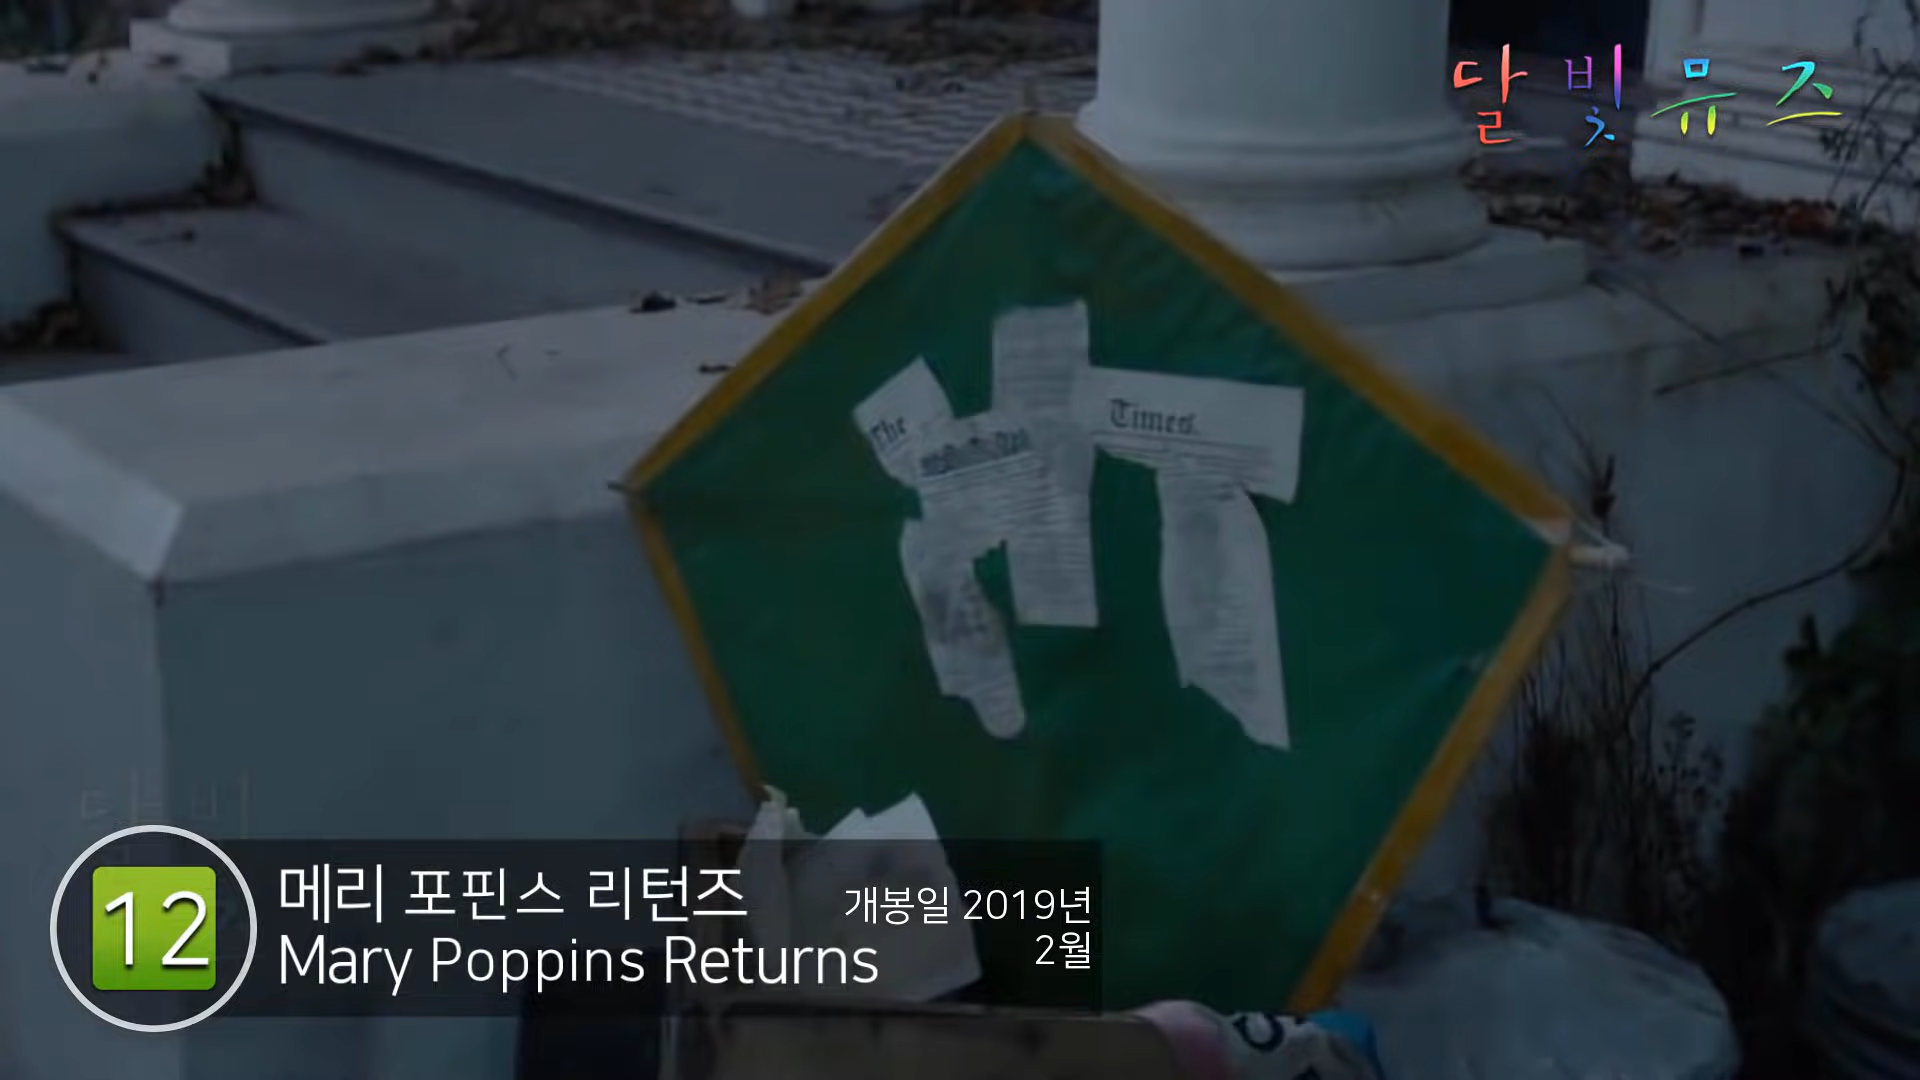 달빛뮤즈
The
Times.
12
메리 포핀스 리턴즈
Mary Poppins Returns
개봉일 2019년
2월